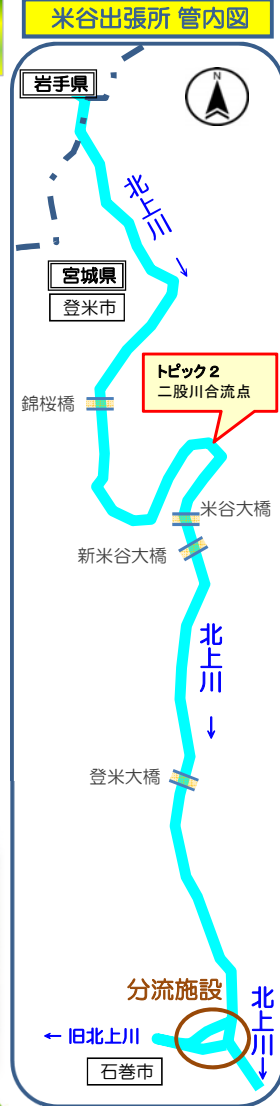 米谷出張所 管内図
N
岩手県
北上川
↓
宮城県
登米市
トピック2
二股川合流点
錦桜橋
米谷大橋
新米谷大橋
北上川
↓
登米大橋
分流施設
北上川↓
← 旧北上川
石巻市